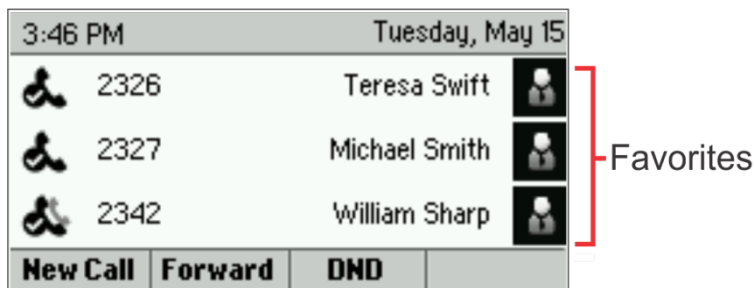 3:46 PM Tuesday, May 15
2326 Teresa Swift
2327 Michael Smith
2342 William Sharp
Favorites
New Call Forward DND